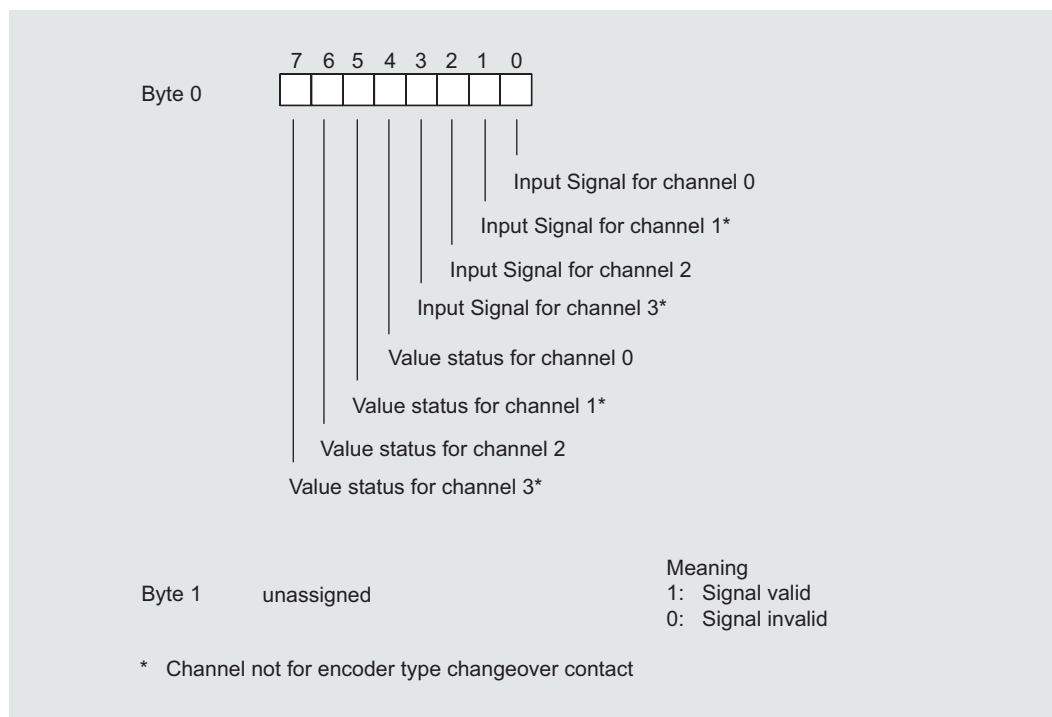 7 6 5 4 3 2 1 0
Byte 0
Input Signal for channel 0
Input Signal for channel 1*
Input Signal for channel 2
Input Signal for channel 3*
Value status for channel 0
Value status for channel 1*
Value status for channel 2
Value status for channel 3*
Meaning
Byte 1 unassigned 1: Signal valid
0: Signal invalid
* Channel not for encoder type changeover contact